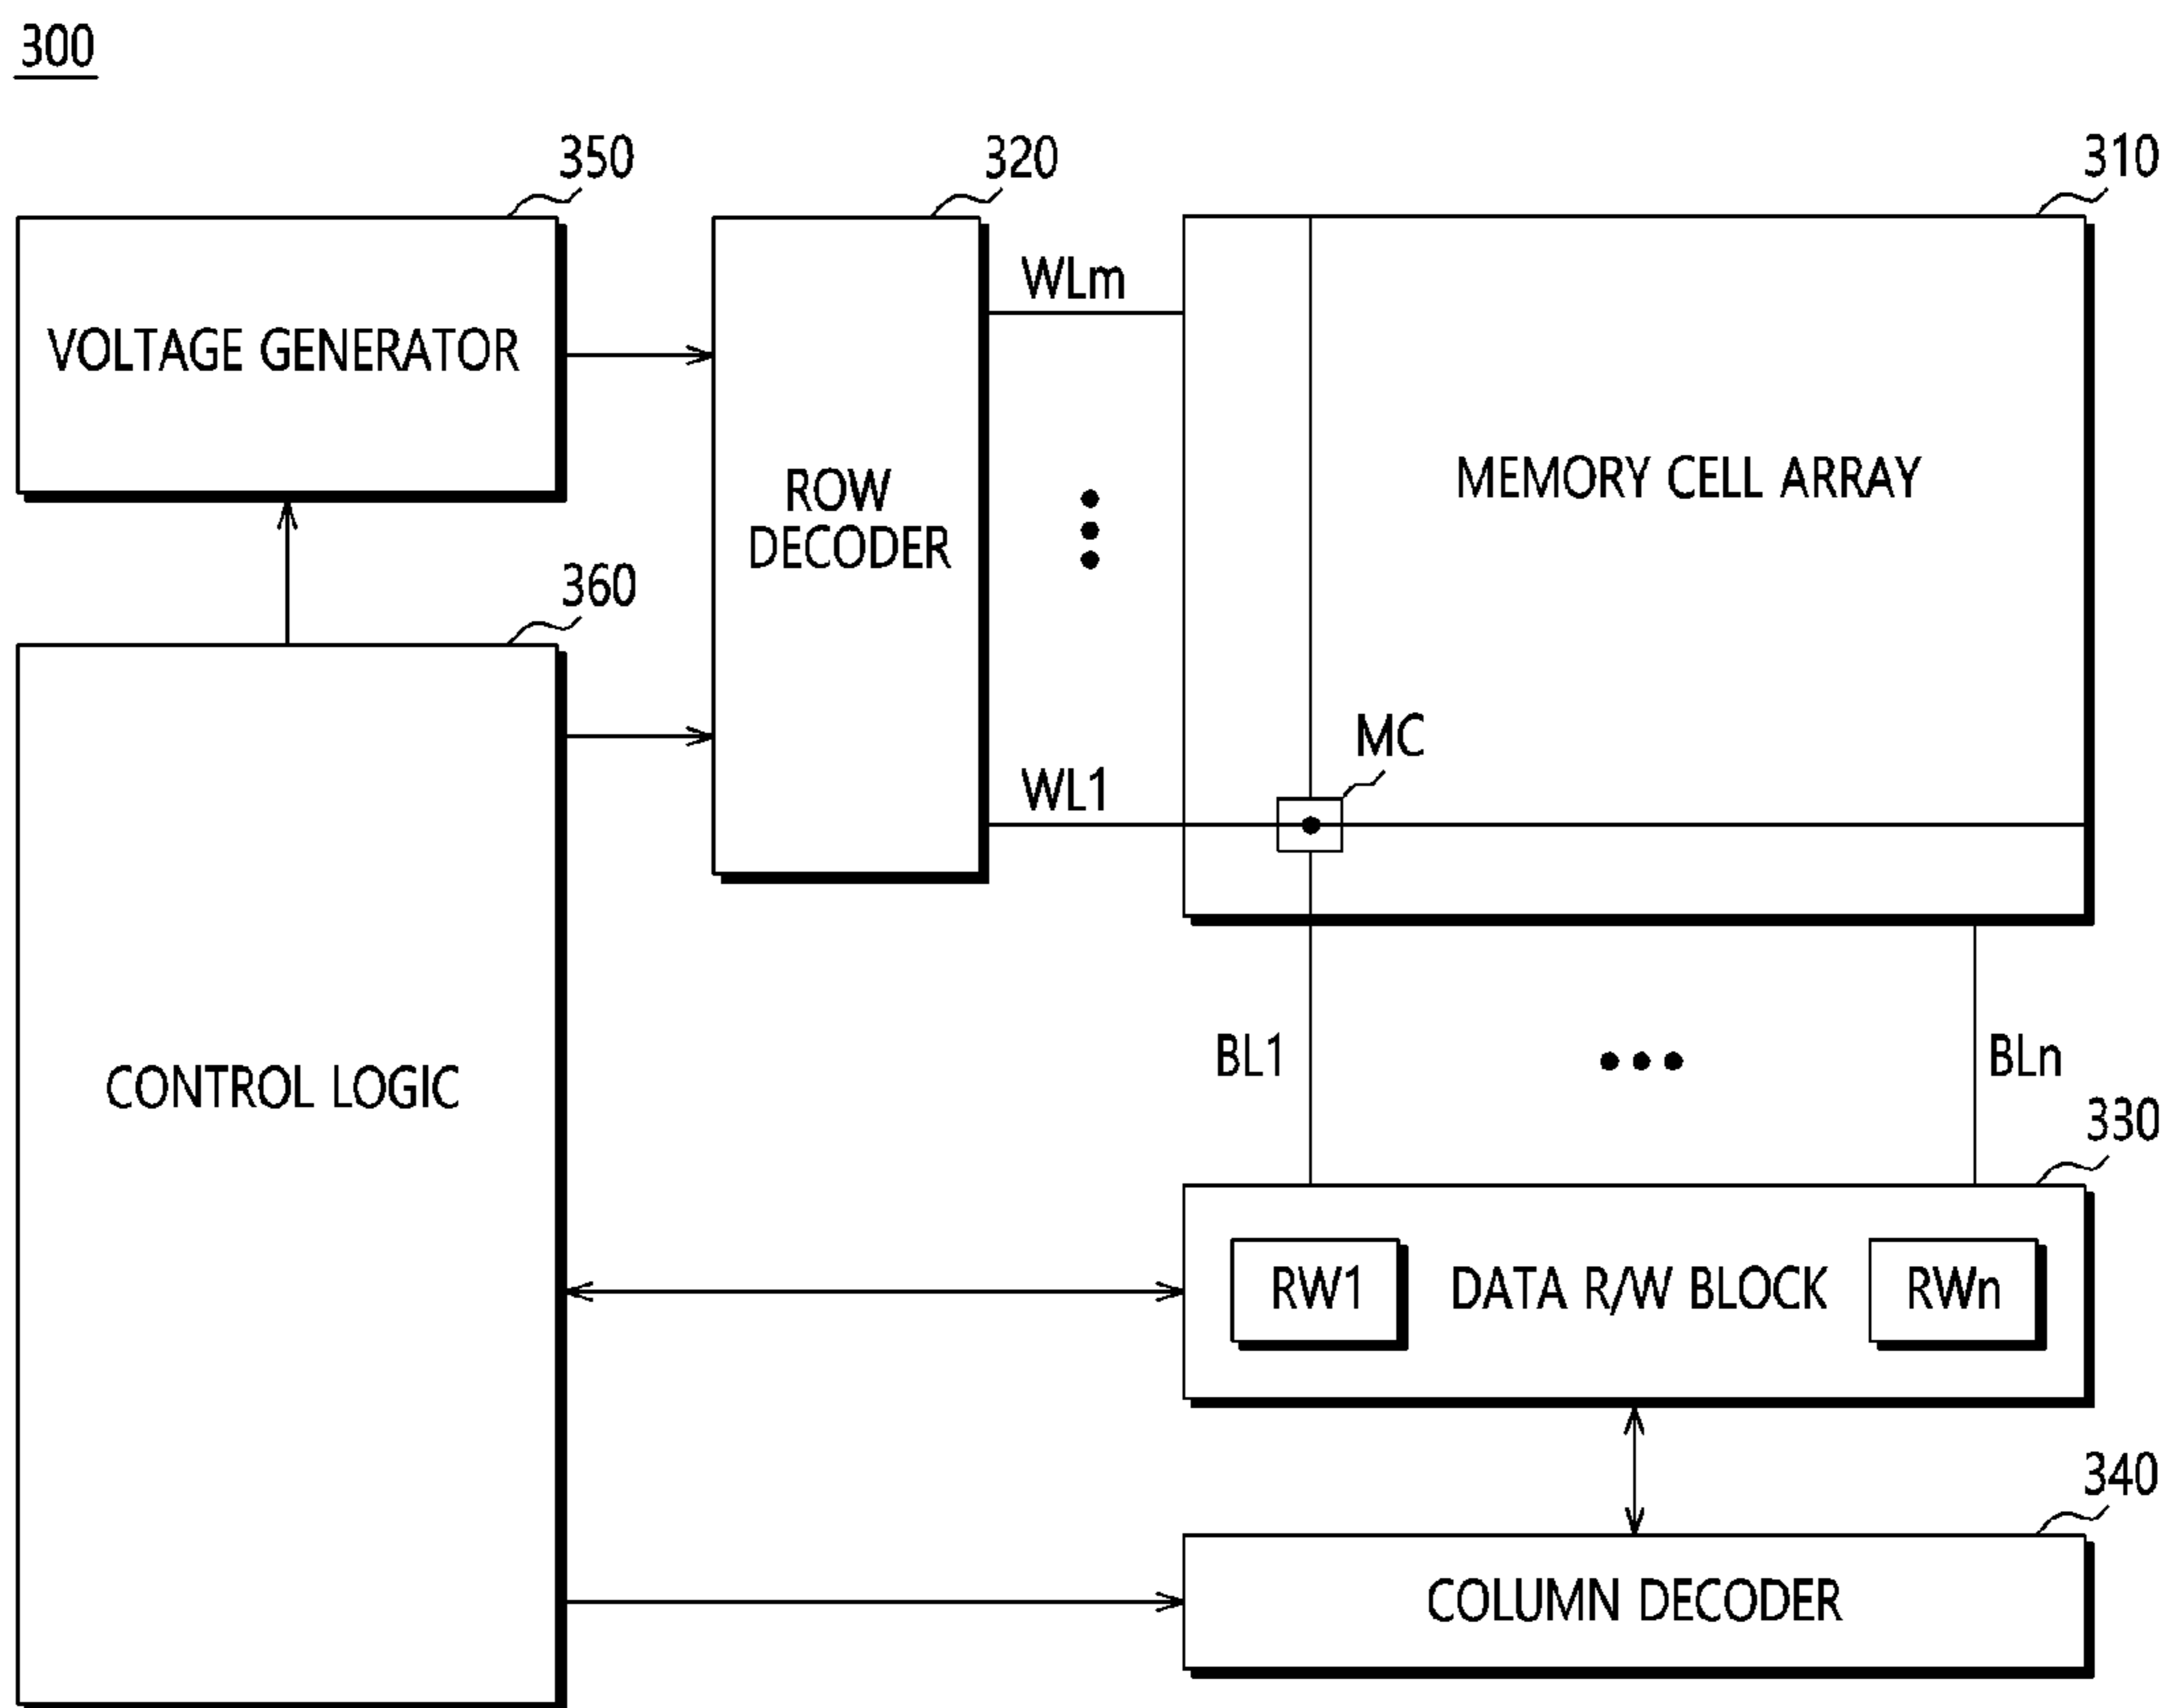 300
350
320
310
VOLTAGE GENERATOR
WLm
MEMORY CELL ARRAY
ROW
DECODER
360
MC
WL1
CONTROL LOGIC
BL1
BLn
330
RW1
DATA R/W BLOCK
RWn
340
COLUMN DECODER